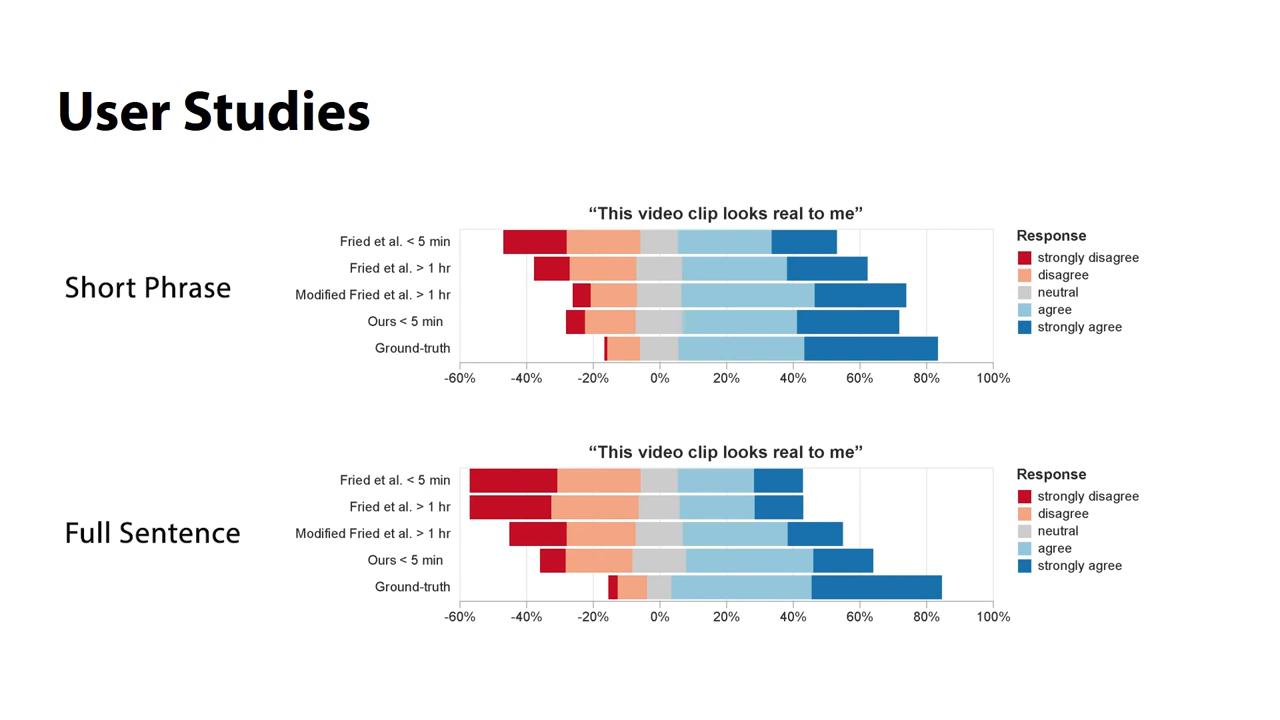 User Studies
Short Phrase
“This video clip looks real to me”
Fried et al. < 5 min
Fried et al. > 1 hr
Modified Fried et al. > 1 hr
Ours < 5 min
Ground-truth
-60% -40% -20% 0% 20% 40% 60% 80% 100%
Response
strongly disagree
disagree
neutral
agree
strongly agree
Full Sentence
“This video clip looks real to me”
Fried et al. < 5 min
Fried et al. > 1 hr
Modified Fried et al. > 1 hr
Ours < 5 min
Ground-truth
-60% -40% -20% 0% 20% 40% 60% 80% 100%
Response
strongly disagree
disagree
neutral
agree
strongly agree